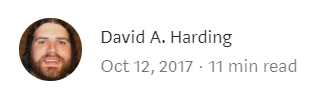 David A. Harding
Oct 12, 2017 · 11 min read